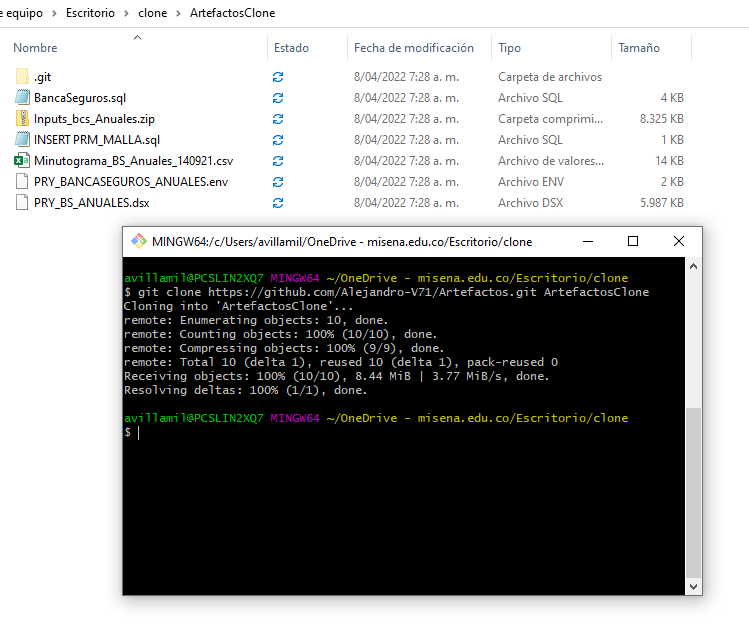 e equipo > Escritorio > clone > ArtefactosClone
Nombre Estado Fecha de modificación Tipo Tamaño
.git 8/04/2022 7:28 a. m. Carpeta de archivos
BancaSeguros.sql 8/04/2022 7:28 a. m. Archivo SQL 4 KB
Inputs_bcs_Anuales.zip 8/04/2022 7:28 a. m. Carpeta comprimi... 8.325 KB
INSERT PRM_MALLA.sql 8/04/2022 7:28 a. m. Archivo SQL 1 KB
Minutograma_BS_Anuales_140921.csv 8/04/2022 7:28 a. m. Archivo de valores... 14 KB
PRY_BANCASEGUROS_ANUALES.env 8/04/2022 7:28 a. m. Archivo ENV 2 KB
PRY_BS_ANUALES.dsx 8/04/2022 7:28 a. m. Archivo DSX 5.987 KB
MINGW64:/c/Users/avillamil/OneDrive - misena.edu.co/Escritorio/clone
avillamil@PCSLIN2XQ7 MINGW64 ~/OneDrive - misena.edu.co/Escritorio/clone
$ git clone https://github.com/Alejandro-V71/Artefactos.git ArtefactosClone
Cloning into 'ArtefactosClone'...
remote: Enumerating objects: 10, done.
remote: Counting objects: 100% (10/10), done.
remote: Compressing objects: 100% (9/9), done.
remote: Total 10 (delta 1), reused 10 (delta 1), pack-reused 0
Receiving objects: 100% (10/10), 8.44 MiB | 3.77 MiB/s, done.
Resolving deltas: 100% (1/1), done.
avillamil@PCSLIN2XQ7 MINGW64 ~/OneDrive - misena.edu.co/Escritorio/clone
$